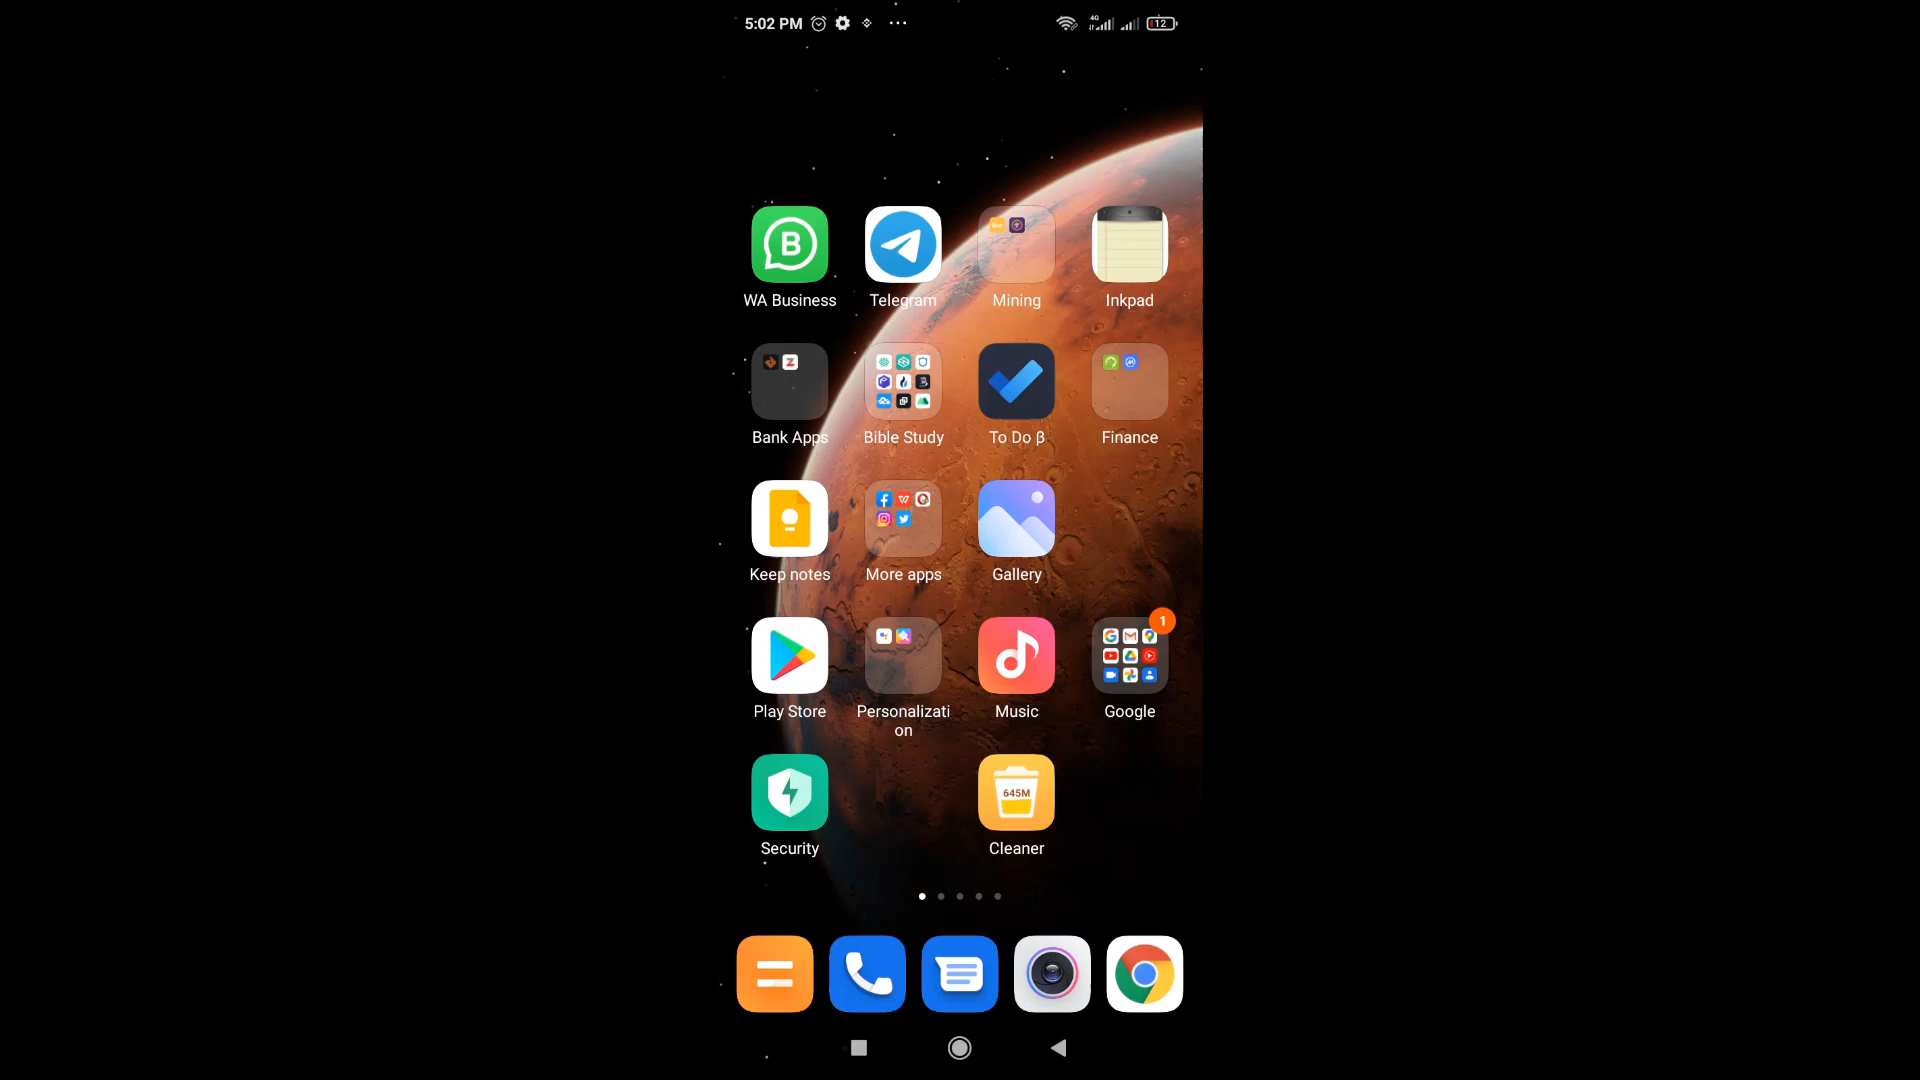 5:02 PM
4G
12
WA Business
Telegram
Mining
Inkpad
Bank Apps
Bible Study
To Do β
Finance
Keep notes
More apps
Gallery
1
Play Store
Personalizati
on
Music
Google
645M
Security
Cleaner